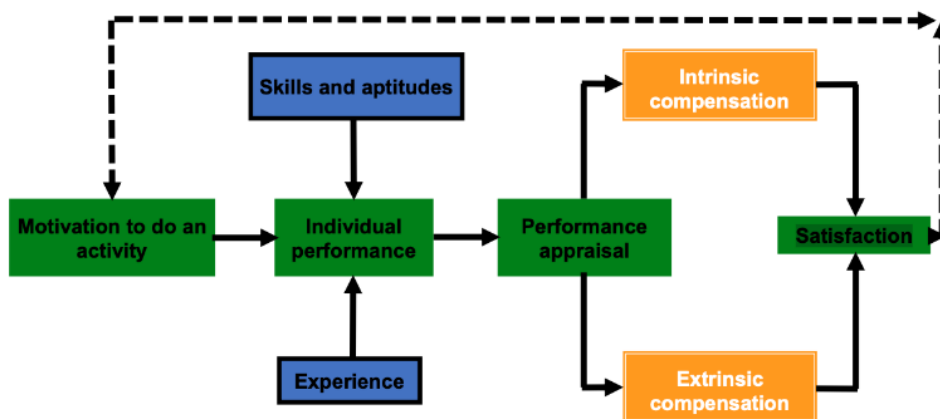 Skills and aptitudes
Intrinsic
compensation
Motivation to do an
activity
Individual
performance
Performance
appraisal
Satisfaction
Experience
Extrinsic
compensation